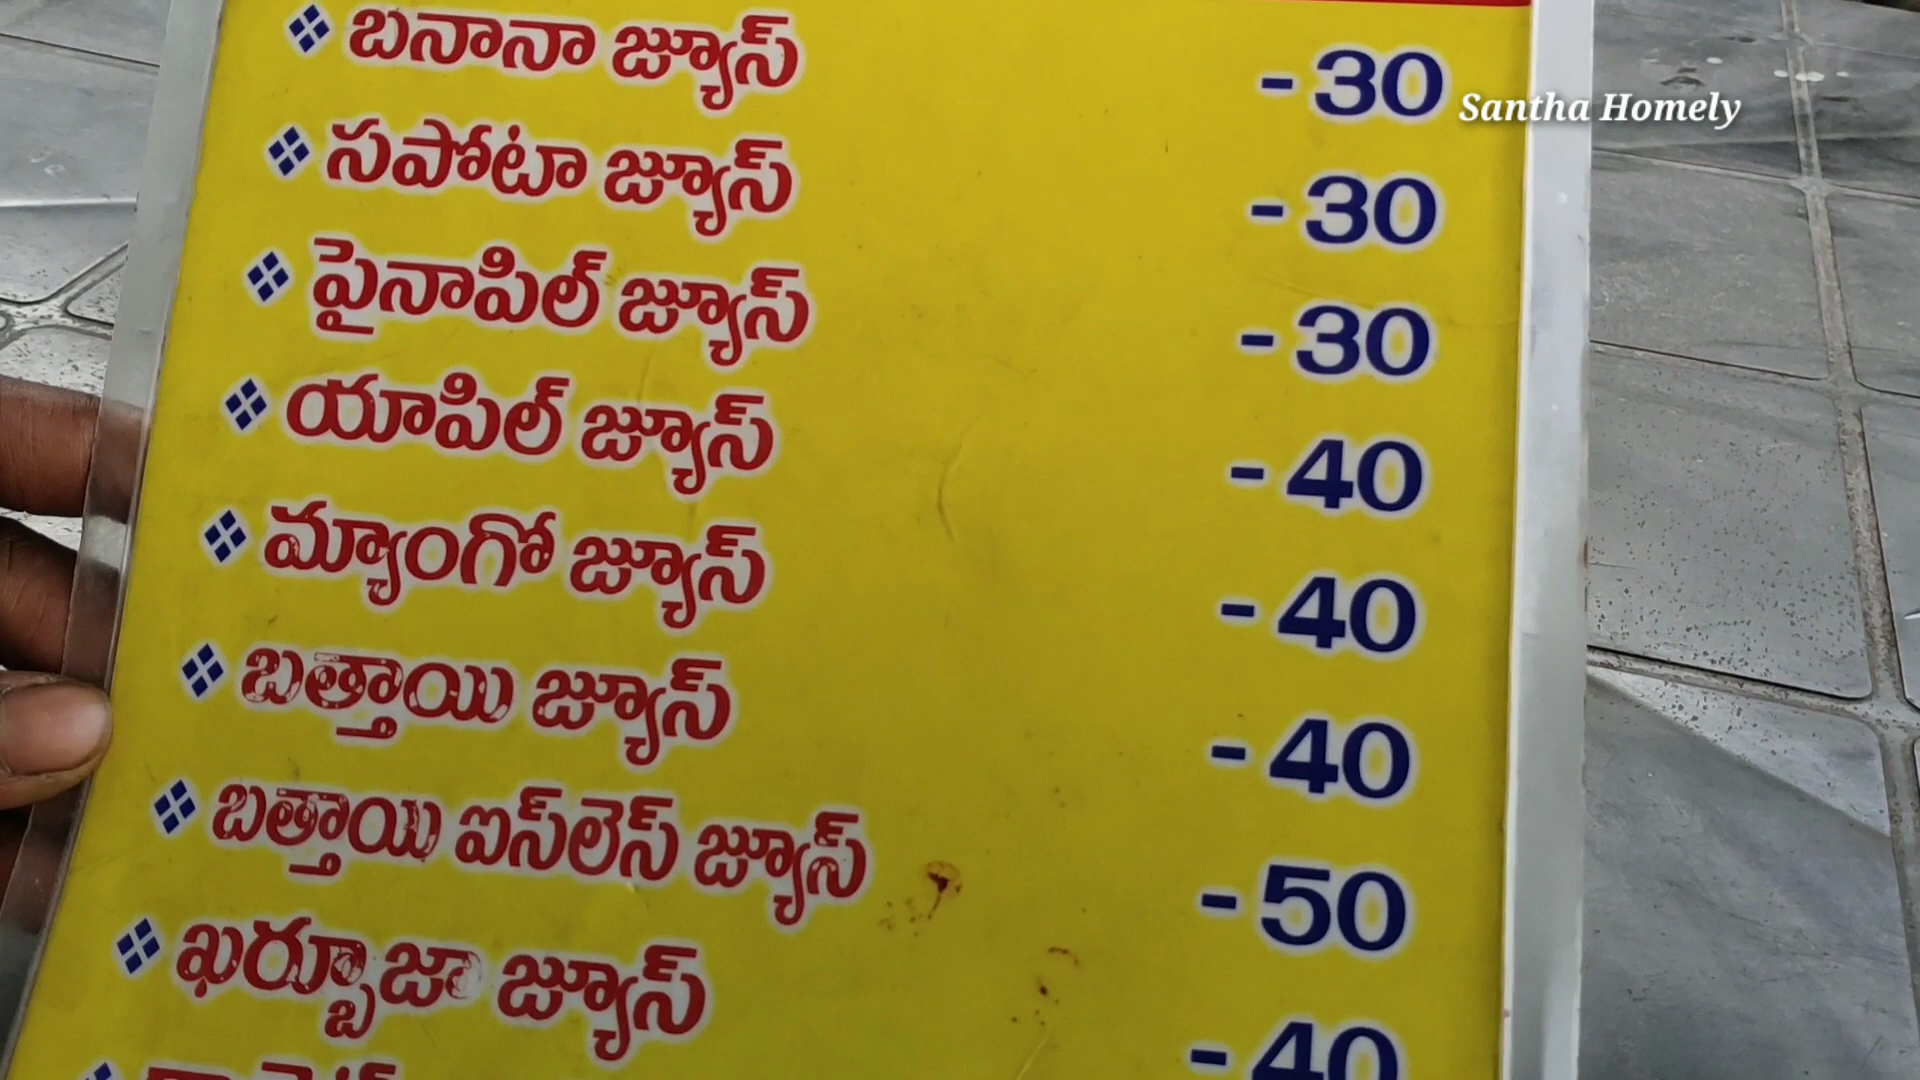 బనానా జ్యూస్ - 30
Santha Homely
సపోటా జ్యూస్ - 30
పైనాపిల్ జ్యూస్ - 30
యాపిల్ జ్యూస్ - 40
మ్యాంగో జ్యూస్ - 40
బత్తాయి జ్యూస్ - 40
బత్తాయి ఐస్‌లెస్ జ్యూస్ - 50
ఖర్బూజా జ్యూస్ - 40